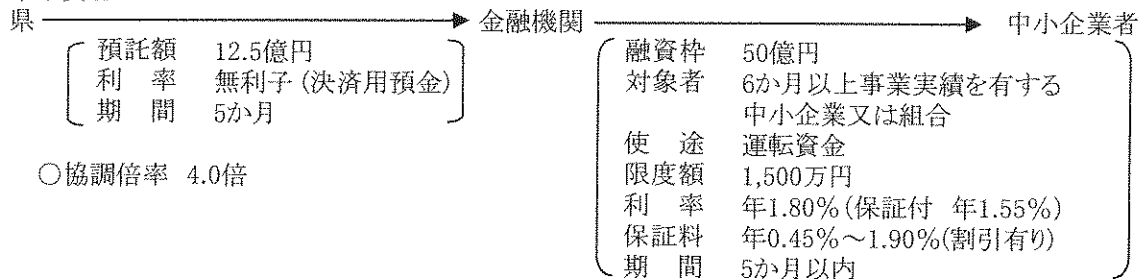 県 金融機関 中小企業者
預託額 12.5億円
利 率 無利子(決済用預金)
期 間 5か月
○協調倍率 4.0倍
融資枠 50億円
対象者 6か月以上事業実績を有する
中小企業又は組合
使 途 運転資金
限度額 1,500万円
利 率 年1.80%(保証付 年1.55%)
保証料 年0.45%～1.90%(割引有り)
期 間 5か月以内